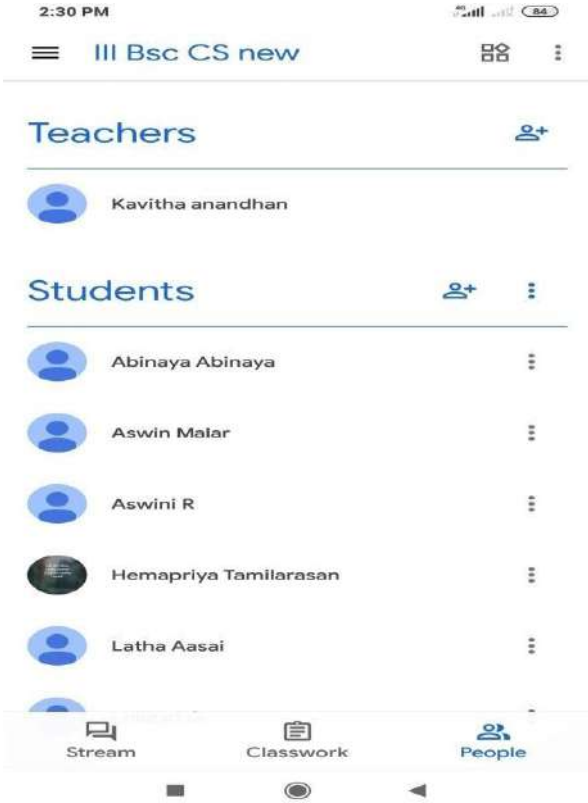 2:30 PM 84
III Bsc CS new
Teachers
Kavitha anandhan
Students
Abinaya Abinaya
Aswin Malar
Aswini R
Hemapriya Tamilarasan
Latha Aasai
Stream Classwork People